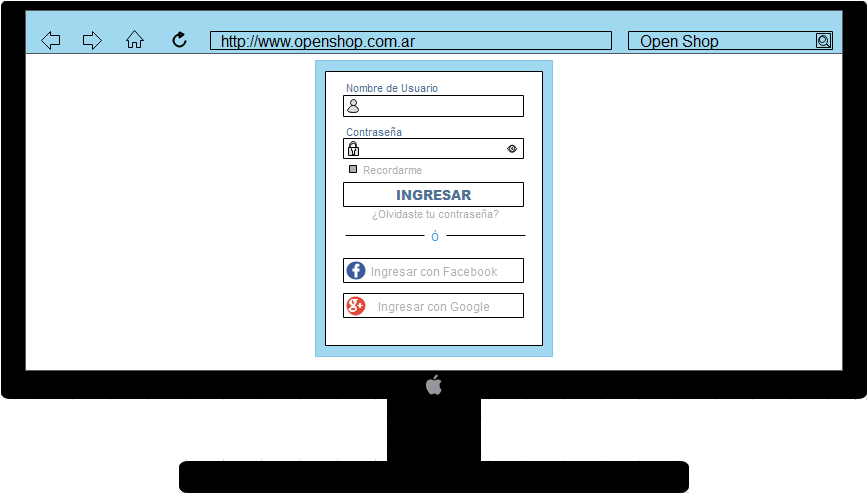 http://www.openshop.com.ar
Open Shop
Nombre de Usuario
Contraseña
Recordarme
INGRESAR
¿Olvidaste tu contraseña?
Ó
Ingresar con Facebook
Ingresar con Google